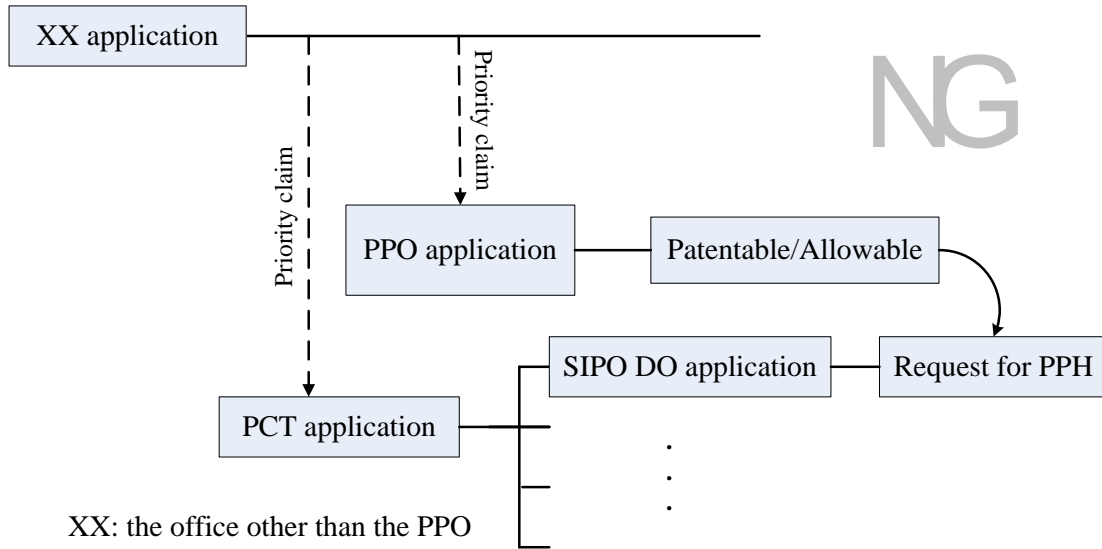 XX application
NG
Priority claim
Priority claim
PPO application
Patentable/Allowable
SIPO DO application
Request for PPH
PCT application
XX: the office other than the PPO